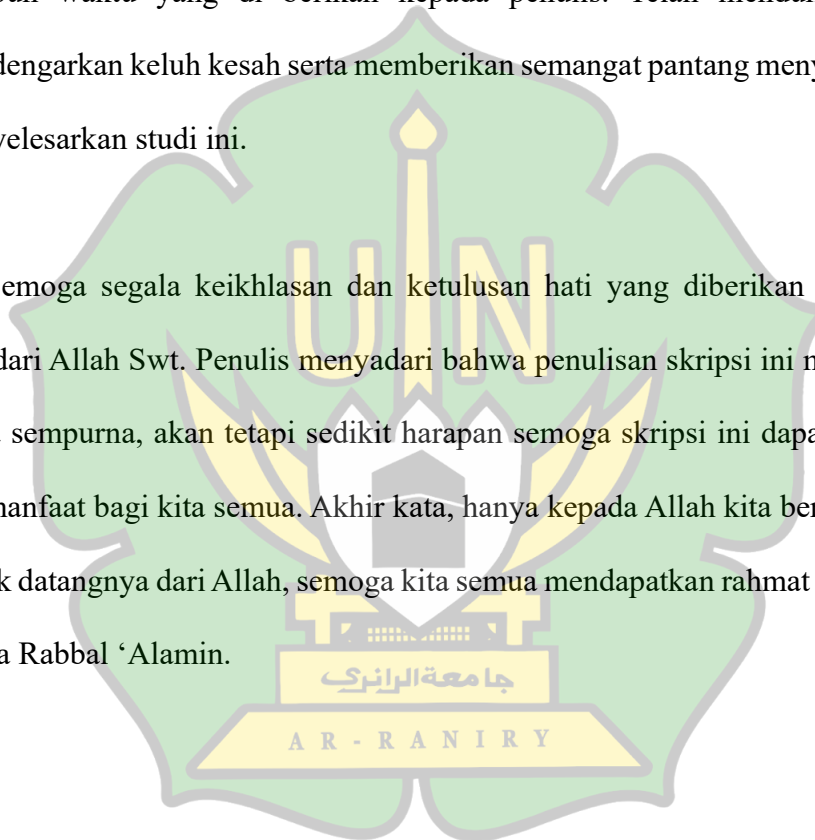 waktu yang di berikan kepada penulis. Telah
dengarkan keluh kesah serta memberikan semangat pantang meny
yelesarkan studi ini.
emoga segala keikhlasan dan ketulusan hati yang diberikan
dari Allah Swt. Penulis menyadari bahwa penulisan skripsi ini
sempurna, akan tetapi sedikit harapan semoga skripsi ini dapa
anfaat bagi kita semua. Akhir kata, hanya kepada Allah kita ber
k datangnya dari Allah, semoga kita semua mendapatkan rahmat
a Rabbal ‘Alamin.
UIN
جامعة الرانري
AR-RANIRY